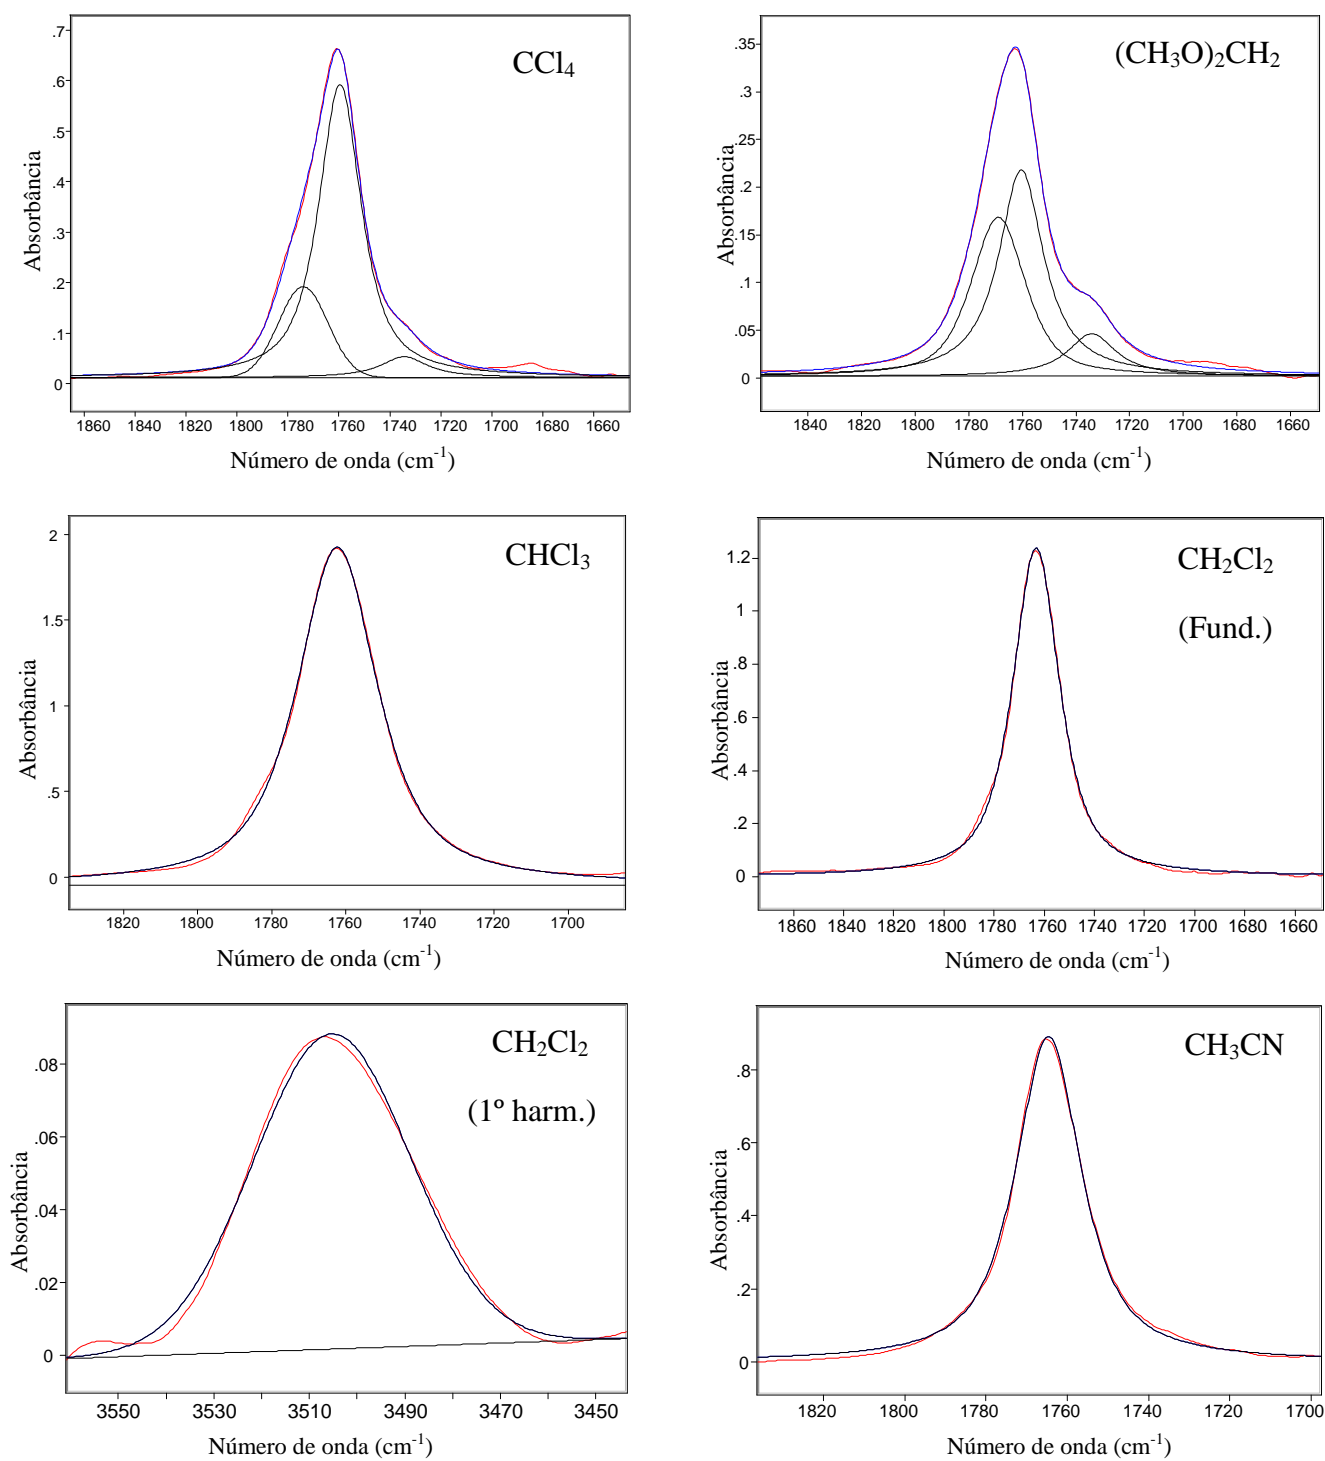 CCl4
.7
.6
.5
.4
.3
.2
.1
0
Absorbância
1860 1840 1820 1800 1780 1760 1740 1720 1700 1680 1660
Número de onda (cm-1)
(CH3O)2CH2
.35
.3
.25
.2
.15
.1
.05
0
Absorbância
1840 1820 1800 1780 1760 1740 1720 1700 1680 1660
Número de onda (cm-1)
CHCl3
2
1.5
1
.5
0
Absorbância
1820 1800 1780 1760 1740 1720 1700
Número de onda (cm-1)
CH2Cl2
(Fund.)
1.2
1
.8
.6
.4
.2
0
Absorbância
1860 1840 1820 1800 1780 1760 1740 1720 1700 1680 1660
Número de onda (cm-1)
CH2Cl2
(1º harm.)
.08
.06
.04
.02
0
Absorbância
3550 3530 3510 3490 3470 3450
Número de onda (cm-1)
CH3CN
.8
.6
.4
.2
0
Absorbância
1820 1800 1780 1760 1740 1720 1700
Número de onda (cm-1)